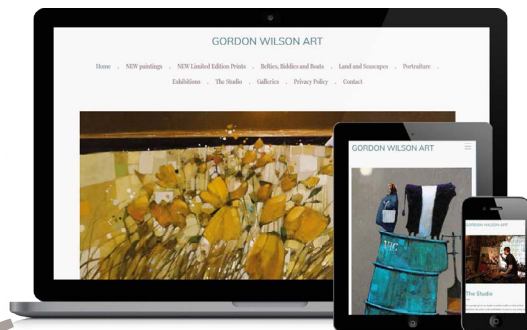 GORDON WILSON ART
Home . NEW paintings . NEW Limited Edition Prints . Belties, Biddies and Boats . Land and Seascapes . Portraiture .
Exhibitions . The Studio . Galleries . Privacy Policy . Contact
GORDON WILSON ART
GORDON WILSON ART
The Studio